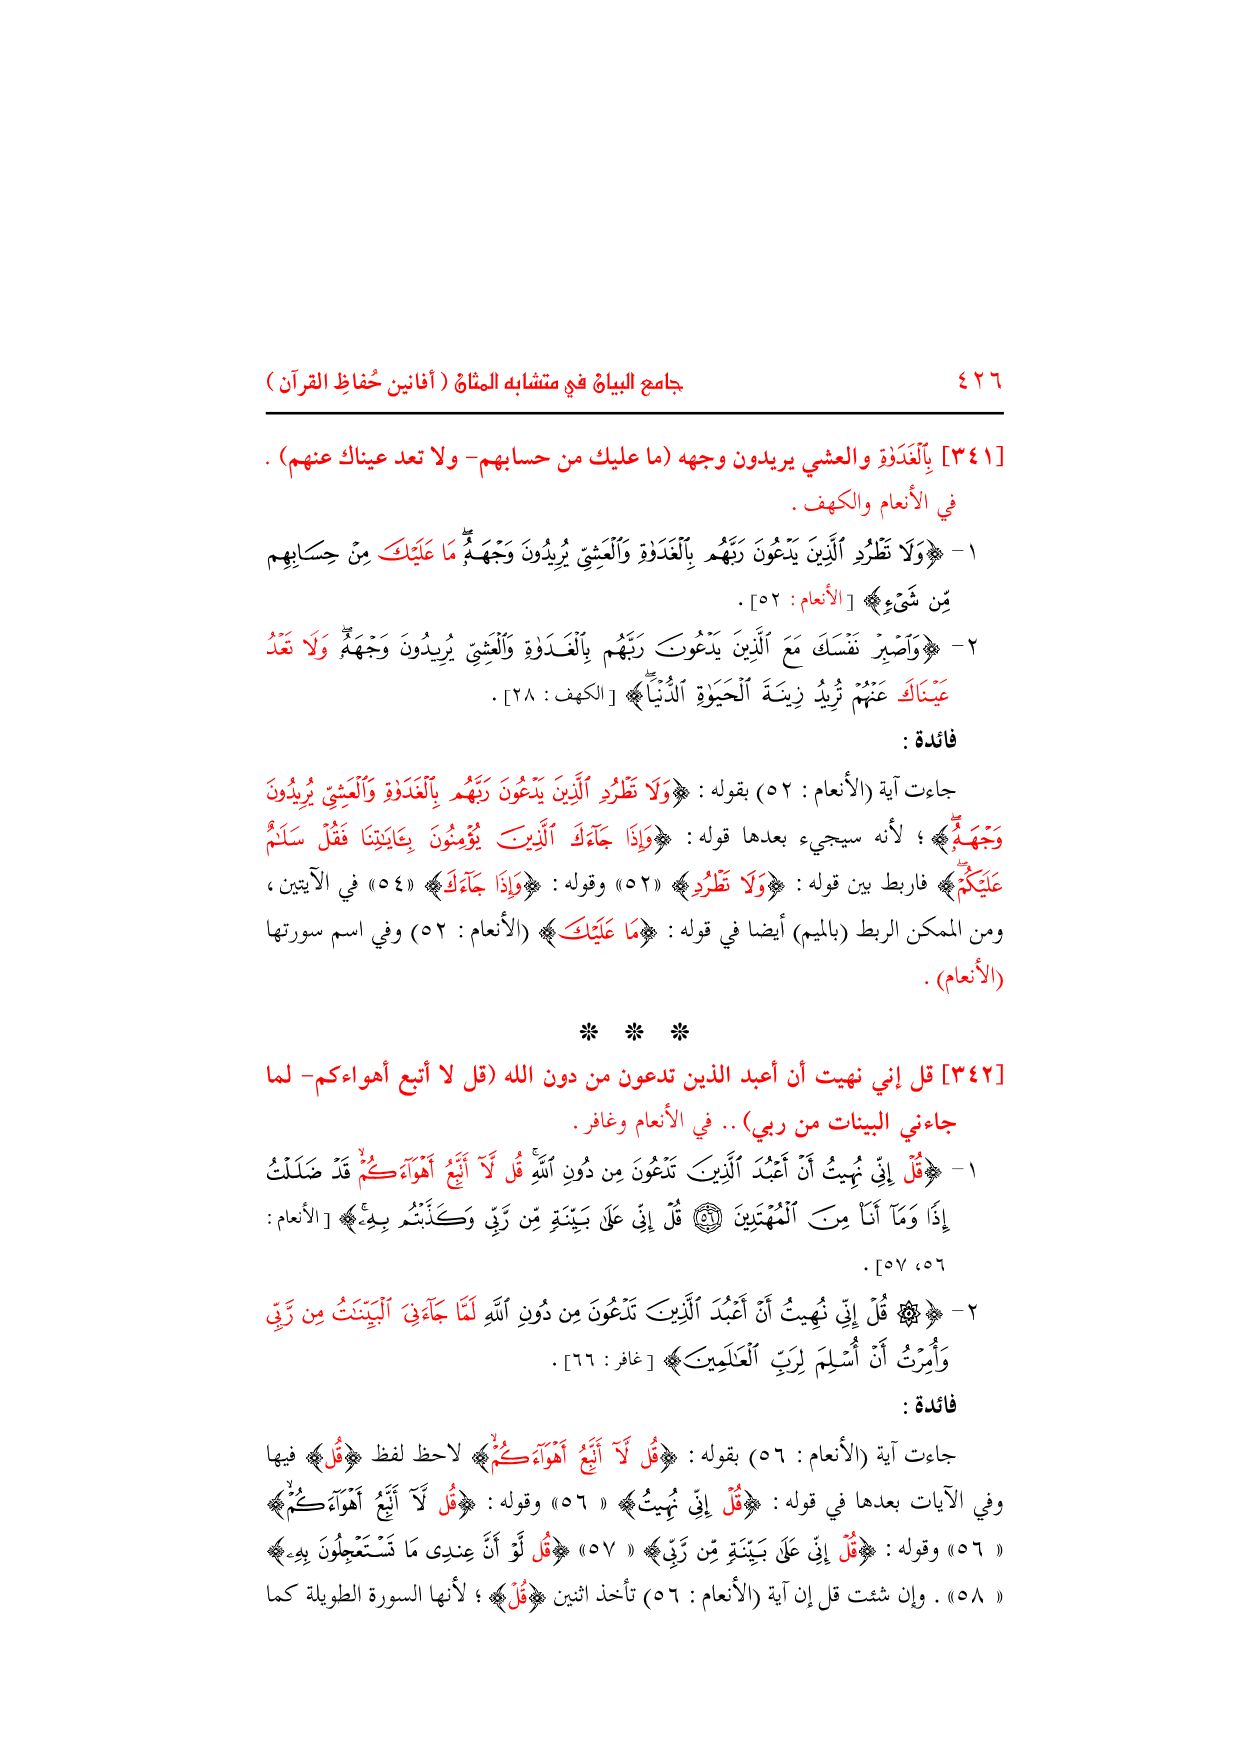 ٤٢٦ جامع البيان في متشابه المثان ( أفانين حُفاظِ القرآن )
[٣٤١] بِٱلۡغَدَوٰةِ والعشي يريدون وجهه (ما عليك من حسابهم- ولا تعد عيناك عنهم) .
في الأنعام والكهف .
١- ﴿وَلَا تَطۡرُدِ ٱلَّذِينَ يَدۡعُونَ رَبَّهُم بِٱلۡغَدَوٰةِ وَٱلۡعَشِيِّ يُرِيدُونَ وَجۡهَهُۥۖ مَا عَلَيۡكَ مِنۡ حِسَابِهِم
مِّن شَيۡءٖ﴾ [الأنعام : ٥٢] .
٢- ﴿وَٱصۡبِرۡ نَفۡسَكَ مَعَ ٱلَّذِينَ يَدۡعُونَ رَبَّهُم بِٱلۡغَدَوٰةِ وَٱلۡعَشِيِّ يُرِيدُونَ وَجۡهَهُۥۖ وَلَا تَعۡدُ
عَيۡنَاكَ عَنۡهُمۡ تُرِيدُ زِينَةَ ٱلۡحَيَوٰةِ ٱلدُّنۡيَاۖ﴾ [الكهف : ٢٨] .
فائدة :
جاءت آية (الأنعام : ٥٢) بقوله : ﴿وَلَا تَطۡرُدِ ٱلَّذِينَ يَدۡعُونَ رَبَّهُم بِٱلۡغَدَوٰةِ وَٱلۡعَشِيِّ يُرِيدُونَ
وَجۡهَهُۥۖ﴾ ؛ لأنه سيجيء بعدها قوله : ﴿وَإِذَا جَآءَكَ ٱلَّذِينَ يُؤۡمِنُونَ بِـَٔايَٰتِنَا فَقُلۡ سَلَٰمٌ
عَلَيۡكُمۡۖ﴾ فاربط بين قوله : ﴿وَلَا تَطۡرُدِ﴾ «٥٢» وقوله : ﴿وَإِذَا جَآءَكَ﴾ «٥٤» في الآيتين ،
ومن الممكن الربط (بالميم) أيضا في قوله : ﴿مَا عَلَيۡكَ﴾ (الأنعام : ٥٢) وفي اسم سورتها
(الأنعام) .
❊ ❊ ❊
[٣٤٢] قل إني نهيت أن أعبد الذين تدعون من دون الله (قل لا أتبع أهواءكم- لما
جاءني البينات من ربي) .. في الأنعام وغافر .
١- ﴿قُلۡ إِنِّي نُهِيتُ أَنۡ أَعۡبُدَ ٱلَّذِينَ تَدۡعُونَ مِن دُونِ ٱللَّهِۚ قُل لَّآ أَتَّبِعُ أَهۡوَآءَكُمۡۙ قَدۡ ضَلَلۡتُ
إِذٗا وَمَآ أَنَا۠ مِنَ ٱلۡمُهۡتَدِينَ ٥٦ قُلۡ إِنِّي عَلَىٰ بَيِّنَةٖ مِّن رَّبِّي وَكَذَّبۡتُم بِهِۦۚ﴾ [الأنعام :
٥٦، ٥٧] .
٢- ﴿۞ قُلۡ إِنِّي نُهِيتُ أَنۡ أَعۡبُدَ ٱلَّذِينَ تَدۡعُونَ مِن دُونِ ٱللَّهِ لَمَّا جَآءَنِيَ ٱلۡبَيِّنَٰتُ مِن رَّبِّي
وَأُمِرۡتُ أَنۡ أُسۡلِمَ لِرَبِّ ٱلۡعَٰلَمِينَ﴾ [غافر : ٦٦] .
فائدة :
جاءت آية (الأنعام : ٥٦) بقوله : ﴿قُل لَّآ أَتَّبِعُ أَهۡوَآءَكُمۡۙ﴾ لاحظ لفظ ﴿قُل﴾ فيها
وفي الآيات بعدها في قوله : ﴿قُلۡ إِنِّي نُهِيتُ﴾ «٥٦» وقوله : ﴿قُل لَّآ أَتَّبِعُ أَهۡوَآءَكُمۡۙ﴾
«٥٦» وقوله : ﴿قُلۡ إِنِّي عَلَىٰ بَيِّنَةٖ مِّن رَّبِّي﴾ «٥٧» ﴿قُل لَّوۡ أَنَّ عِندِي مَا تَسۡتَعۡجِلُونَ بِهِۦ﴾
«٥٨» . وإن شئت قل إن آية (الأنعام : ٥٦) تأخذ اثنين ﴿قُلۡ﴾ ؛ لأنها السورة الطويلة كما